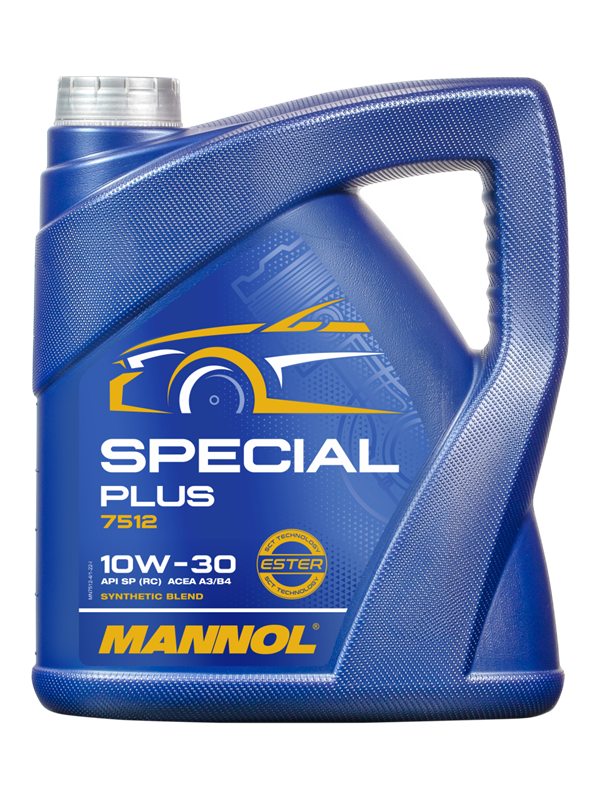 SPECIAL
PLUS
7512
10W-30
API SP (RC) ACEA A3/B4
SYNTHETIC BLEND
SCT TECHNOLOGY
ESTER
SCT TECHNOLOGY
MANNOL®